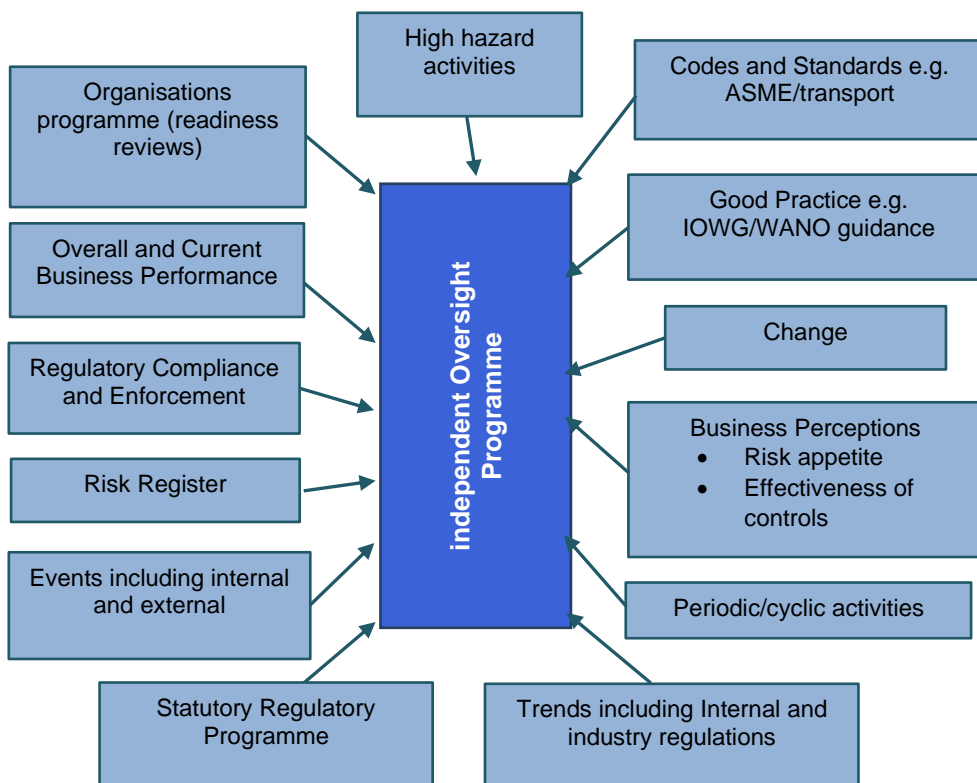 High hazard
activities
Codes and Standards e.g.
ASME/transport
Organisations
programme (readiness
reviews)
Good Practice e.g.
IOWG/WANO guidance
Overall and Current
Business Performance
Change
Regulatory Compliance
and Enforcement
independent Oversight
Programme
Business Perceptions
• Risk appetite
• Effectiveness of
controls
Risk Register
Events including internal
and external
Periodic/cyclic activities
Statutory Regulatory
Programme
Trends including Internal and
industry regulations